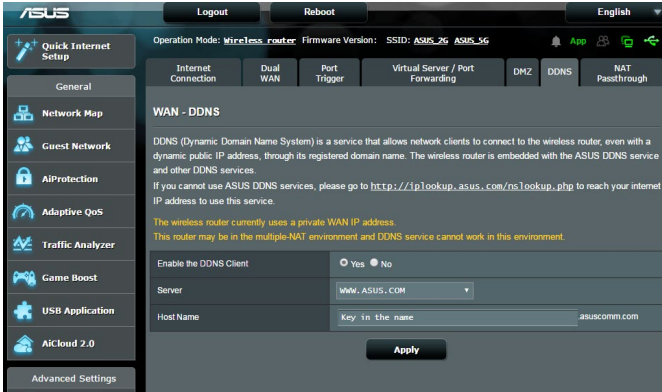 ASUS
Logout
Reboot
English
Quick Internet
Setup
Operation Mode: Wireless router Firmware Version: SSID: ASUS_2G ASUS_5G
App
Internet
Connection
Dual
WAN
Port
Trigger
Virtual Server / Port
Forwarding
DMZ
DDNS
NAT
Passthrough
General
Network Map
Guest Network
AiProtection
Adaptive QoS
Traffic Analyzer
Game Boost
USB Application
AiCloud 2.0
Advanced Settings
WAN - DDNS
DDNS (Dynamic Domain Name System) is a service that allows network clients to connect to the wireless router, even with a
dynamic public IP address, through its registered domain name. The wireless router is embedded with the ASUS DDNS service
and other DDNS services.
If you cannot use ASUS DDNS services, please go to http://iplookup.asus.com/nslookup.php to reach your internet
IP address to use this service.
The wireless router currently uses a private WAN IP address.
This router may be in the multiple-NAT environment and DDNS service cannot work in this environment.
Enable the DDNS Client
Yes No
Server
WWW.ASUS.COM
Host Name
Key in the name
.asuscomm.com
Apply